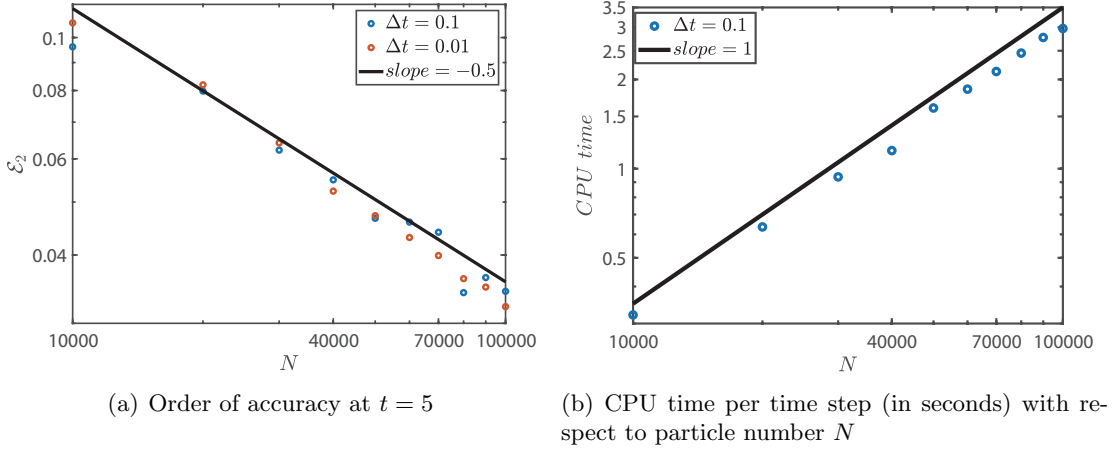 0.1
0.08
0.06
0.04
10000
40000
70000
100000
N
ℰ₂
Δt = 0.1
Δt = 0.01
slope = −0.5
(a) Order of accuracy at t = 5
3.5
3
2.5
2
1.5
1
0.5
10000
40000
70000
100000
N
CPU time
Δt = 0.1
slope = 1
(b) CPU time per time step (in seconds) with re-
spect to particle number N